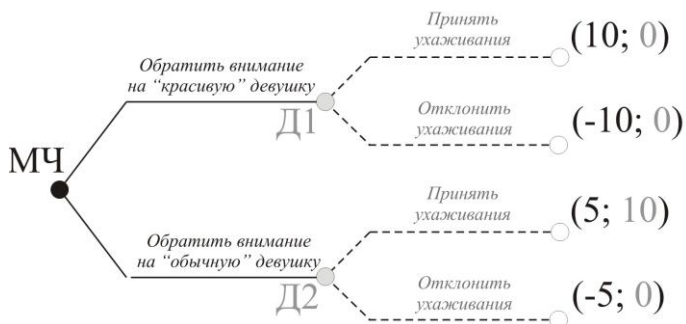 Принять
ухаживания
(10; 0)
Обратить внимание
на “красивую” девушку
Д1
Отклонить
ухаживания
(-10; 0)
МЧ
Принять
ухаживания
(5; 10)
Обратить внимание
на “обычную” девушку
Д2
Отклонить
ухаживания
(-5; 0)